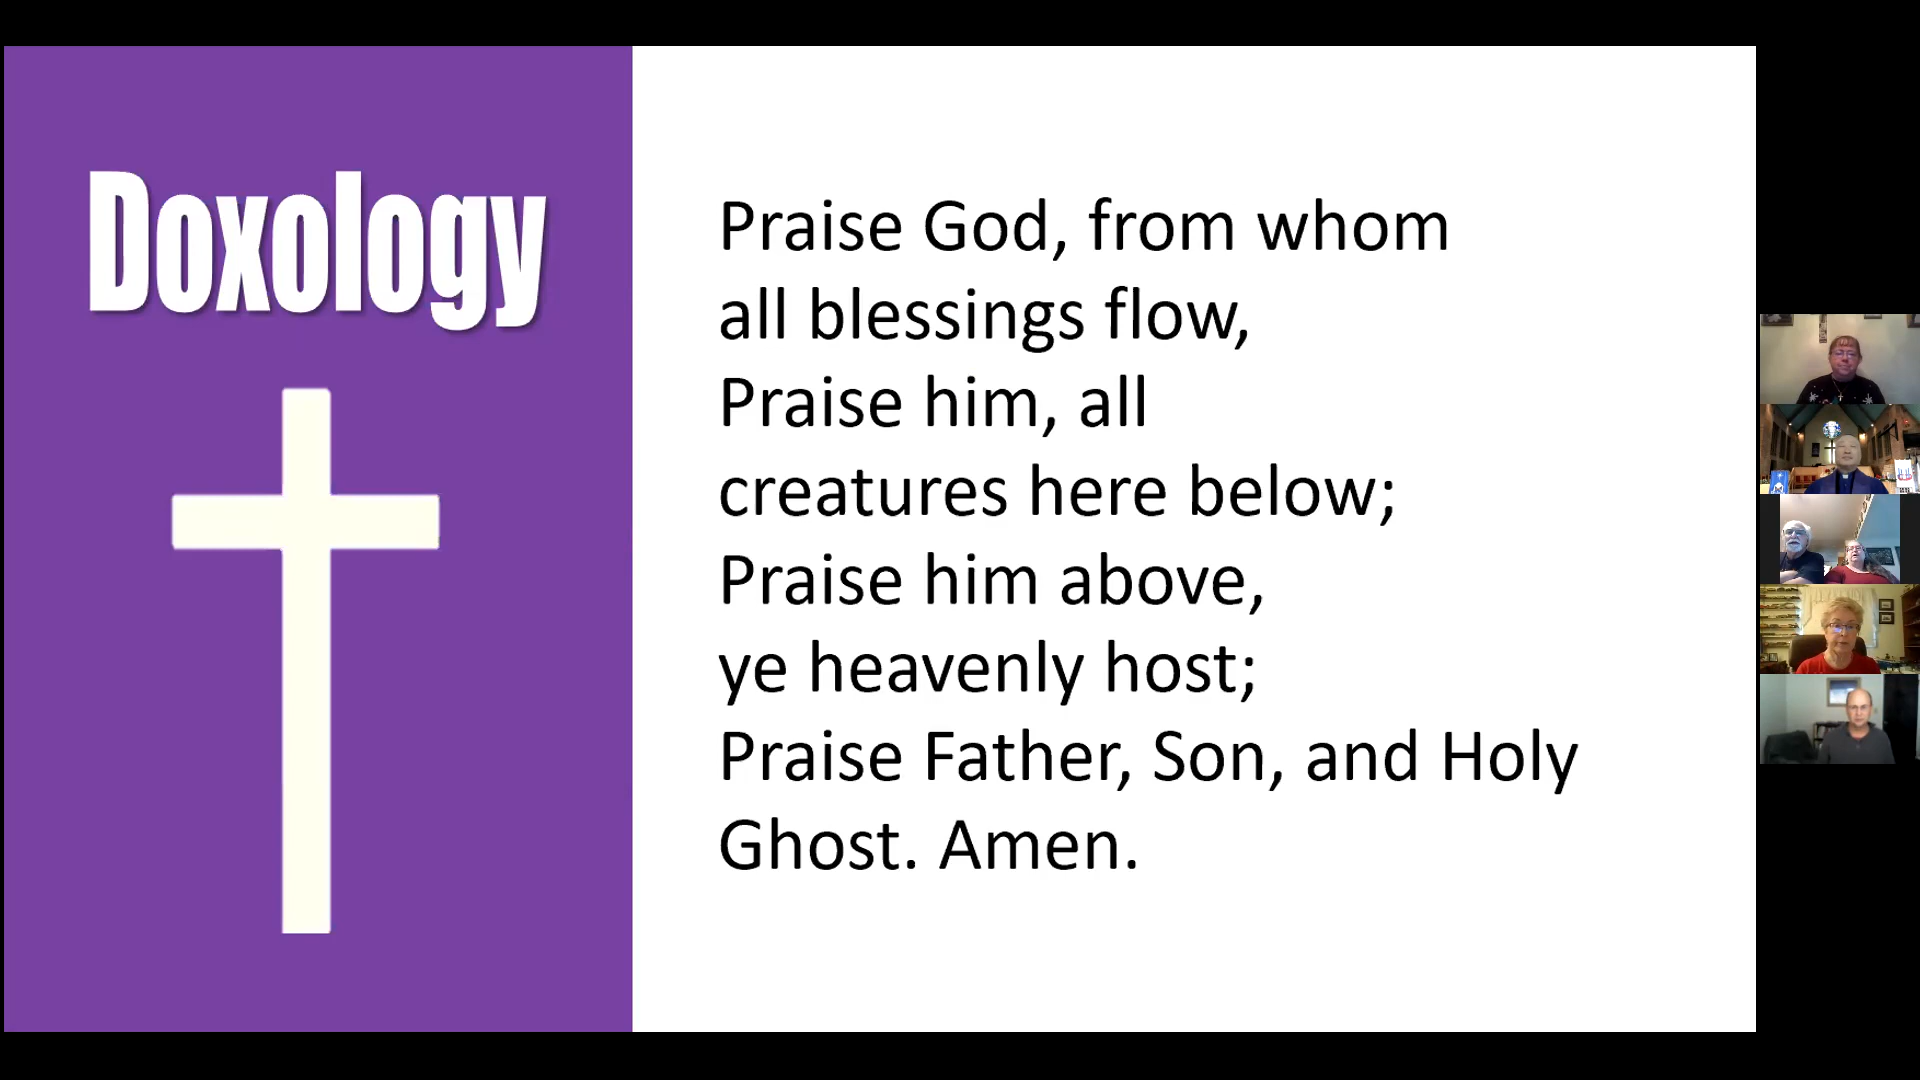 Doxology
Praise God, from whom
all blessings flow,
Praise him, all
creatures here below;
Praise him above,
ye heavenly host;
Praise Father, Son, and Holy
Ghost. Amen.